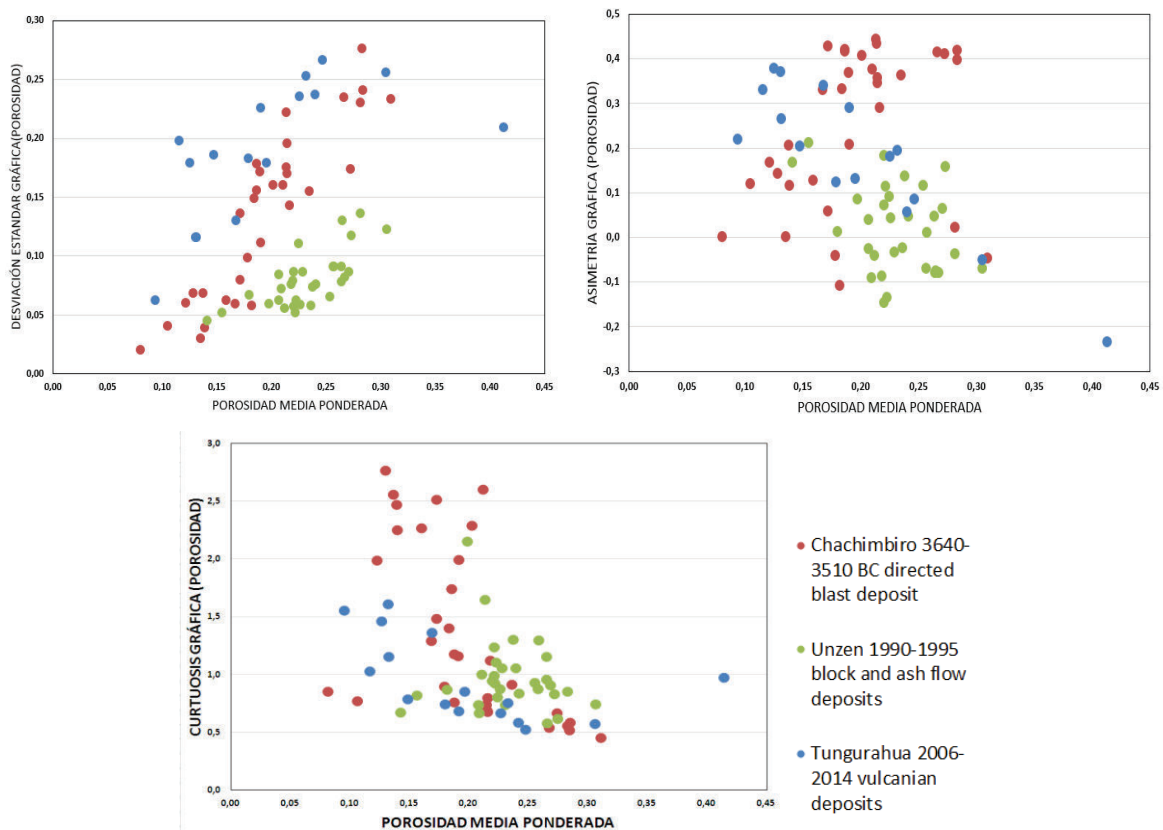 0,30
0,25
0,20
0,15
0,10
0,05
0,00
DESVIACIÓN ESTANDAR GRÁFICA(POROSIDAD)
0,00 0,05 0,10 0,15 0,20 0,25 0,30 0,35 0,40 0,45
POROSIDAD MEDIA PONDERADA
0,5
0,4
0,3
0,2
0,1
0,0
-0,1
-0,2
-0,3
ASIMETRÍA GRÁFICA (POROSIDAD)
0,00 0,05 0,10 0,15 0,20 0,25 0,30 0,35 0,40 0,45
POROSIDAD MEDIA PONDERADA
3,0
2,5
2,0
1,5
1,0
0,5
0,0
CURTUOSIS GRÁFICA (POROSIDAD)
0,00 0,05 0,10 0,15 0,20 0,25 0,30 0,35 0,40 0,45
POROSIDAD MEDIA PONDERADA
Chachimbiro 3640-
3510 BC directed
blast deposit
Unzen 1990-1995
block and ash flow
deposits
Tungurahua 2006-
2014 vulcanian
deposits